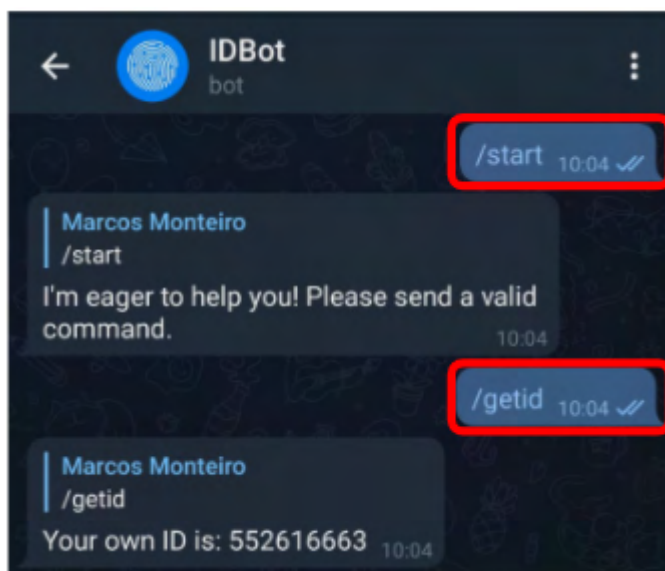 IDBot
bot
/start 10:04
Marcos Monteiro
/start
I'm eager to help you! Please send a valid
command.
10:04
/getid 10:04
Marcos Monteiro
/getid
Your own ID is: 552616663 10:04